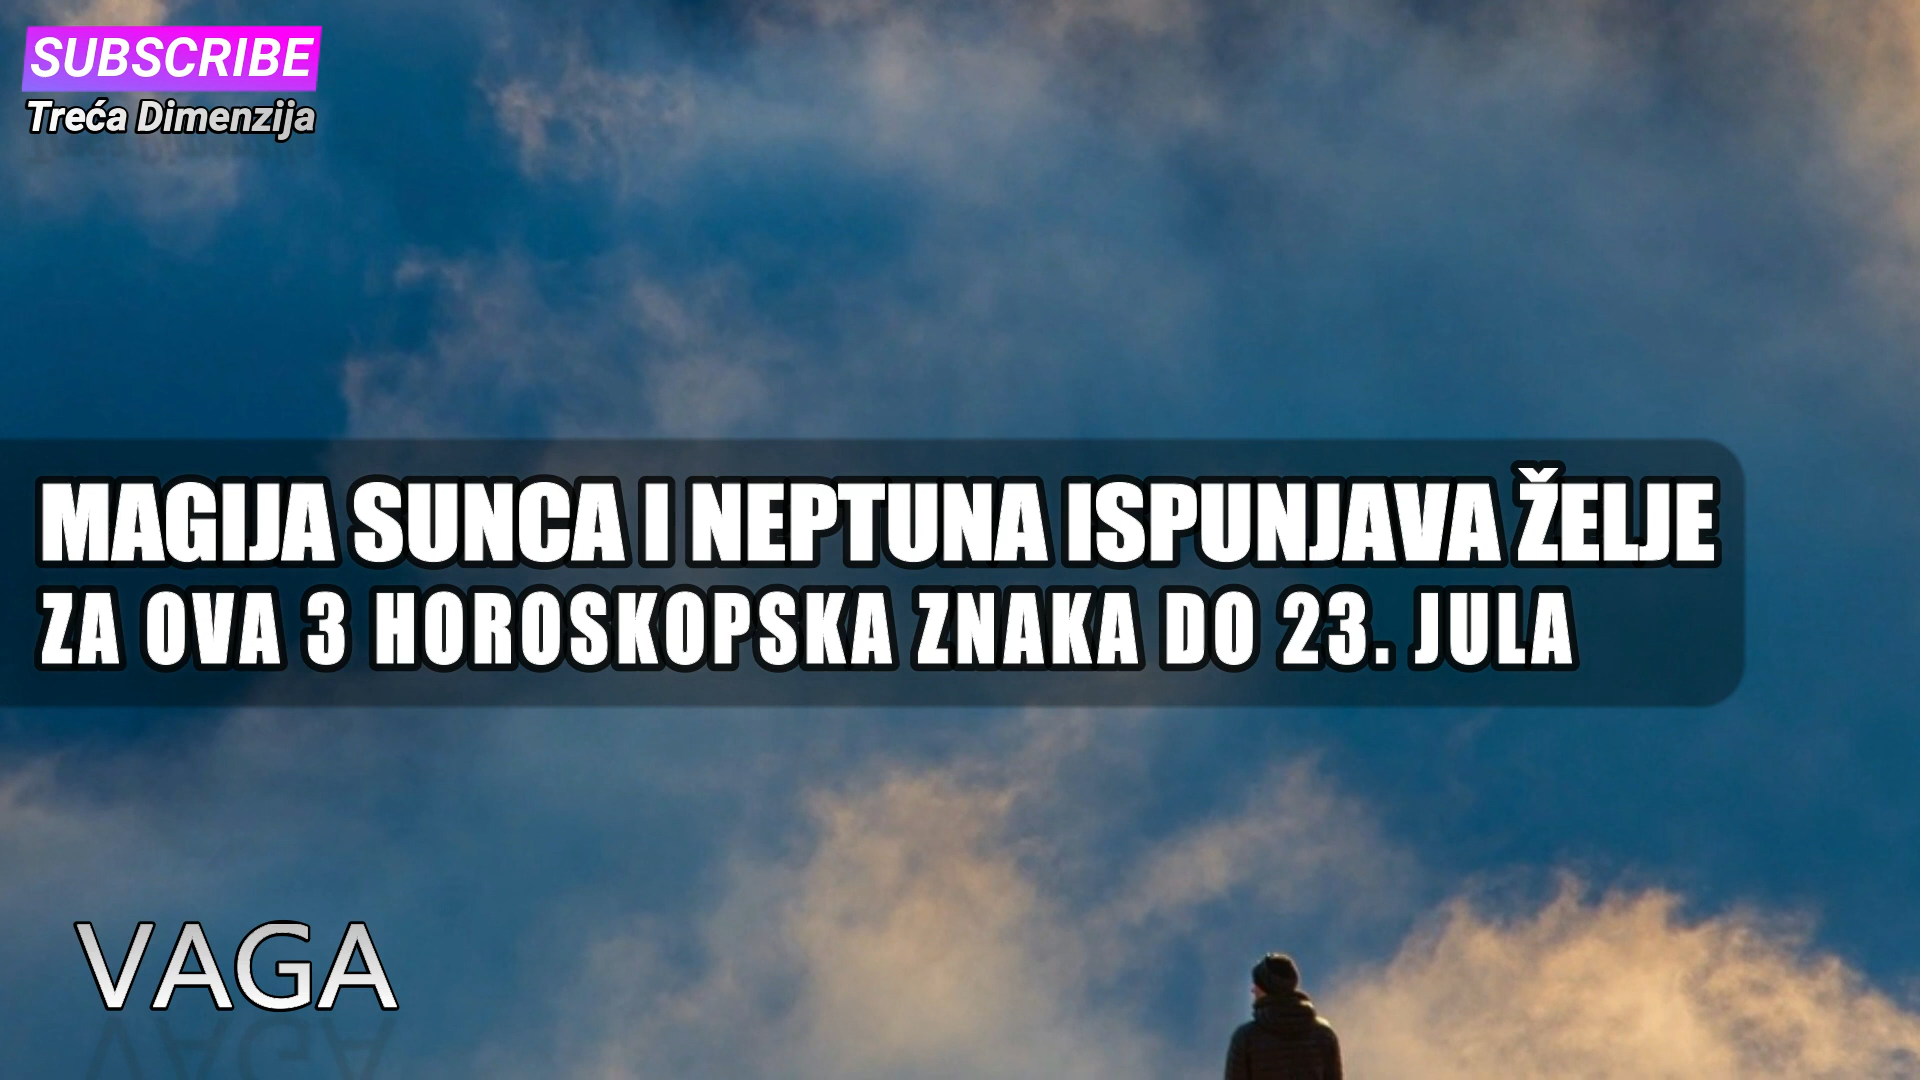 SUBSCRIBE
Treća Dimenzija
MAGIJA SUNCA I NEPTUNA ISPUNJAVA ŽELJE
ZA OVA 3 HOROSKOPSKA ZNAKA DO 23. JULA
VAGA